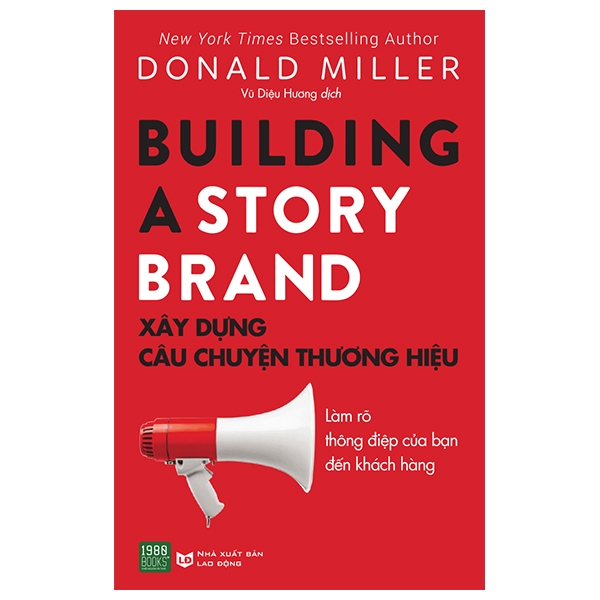 New York Times Bestselling Author
DONALD MILLER
Vũ Diệu Hương dịch
BUILDING
A STORY
BRAND
XÂY DỰNG
CÂU CHUYỆN THƯƠNG HIỆU
Làm rõ
thông điệp của bạn
đến khách hàng
1980
BOOKS
LĐ
NHÀ XUẤT BẢN
LAO ĐỘNG